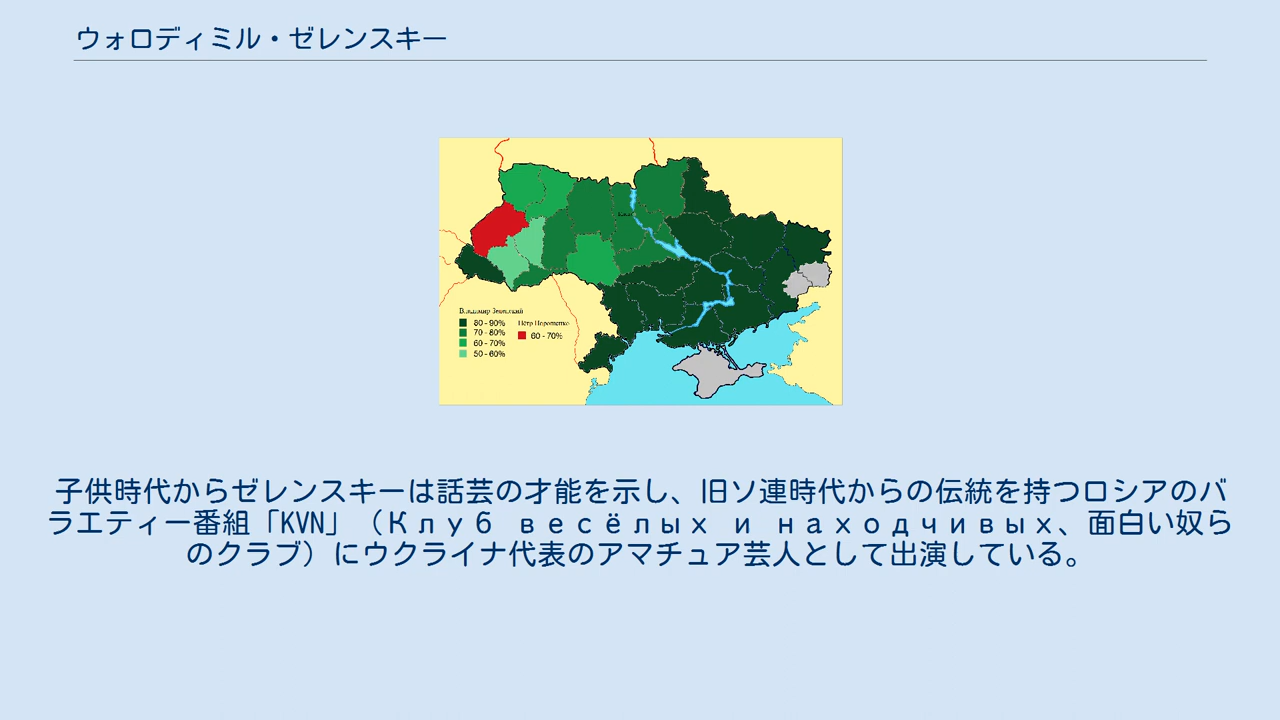 ウォロディミル・ゼレンスキー
Владимир Зеленский
80 - 90%
70 - 80%
60 - 70%
50 - 60%
Пётр Порошенко
60 - 70%
子供時代からゼレンスキーは話芸の才能を示し、旧ソ連時代からの伝統を持つロシアのバ
ラエティー番組「KVN」（Клуб весёлых и находчивых、面白い奴ら
のクラブ）にウクライナ代表のアマチュア芸人として出演している。